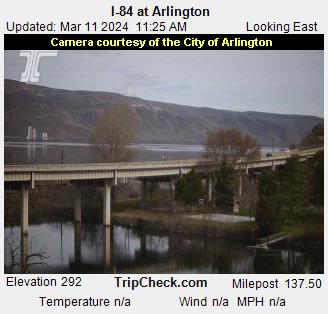 I-84 at Arlington
Updated: Mar 11 2024 11:25 AM Looking East
Camera courtesy of the City of Arlington
Elevation 292 TripCheck.com Milepost 137.50
Temperature n/a Wind n/a MPH n/a